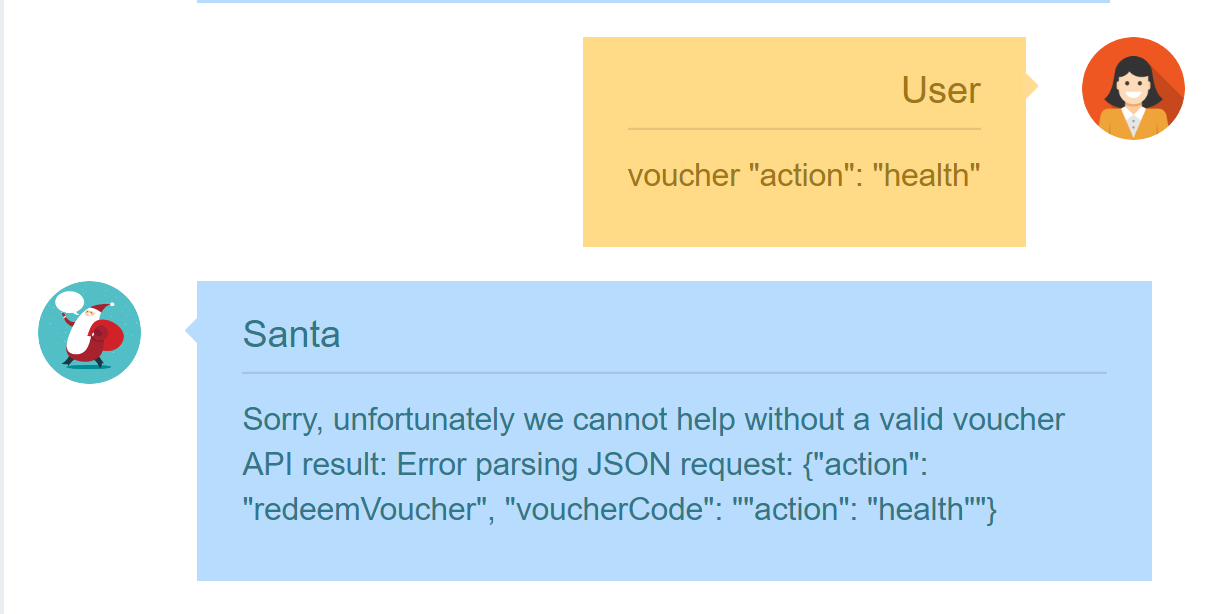 User
voucher "action": "health"
Santa
Sorry, unfortunately we cannot help without a valid voucher
API result: Error parsing JSON request: {"action":
"redeemVoucher", "voucherCode": ""action": "health""}